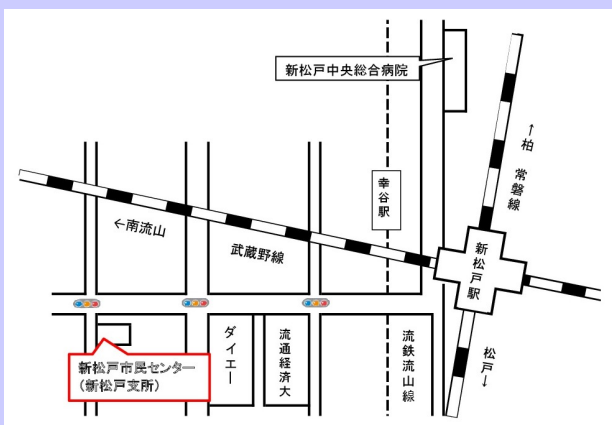 新松戸中央総合病院
←柏 常磐線
幸谷駅
←南流山
武蔵野線
新松戸駅
ダイエー
流通経済大
流鉄流山線
松戸→
新松戸市民センター
(新松戸支所)